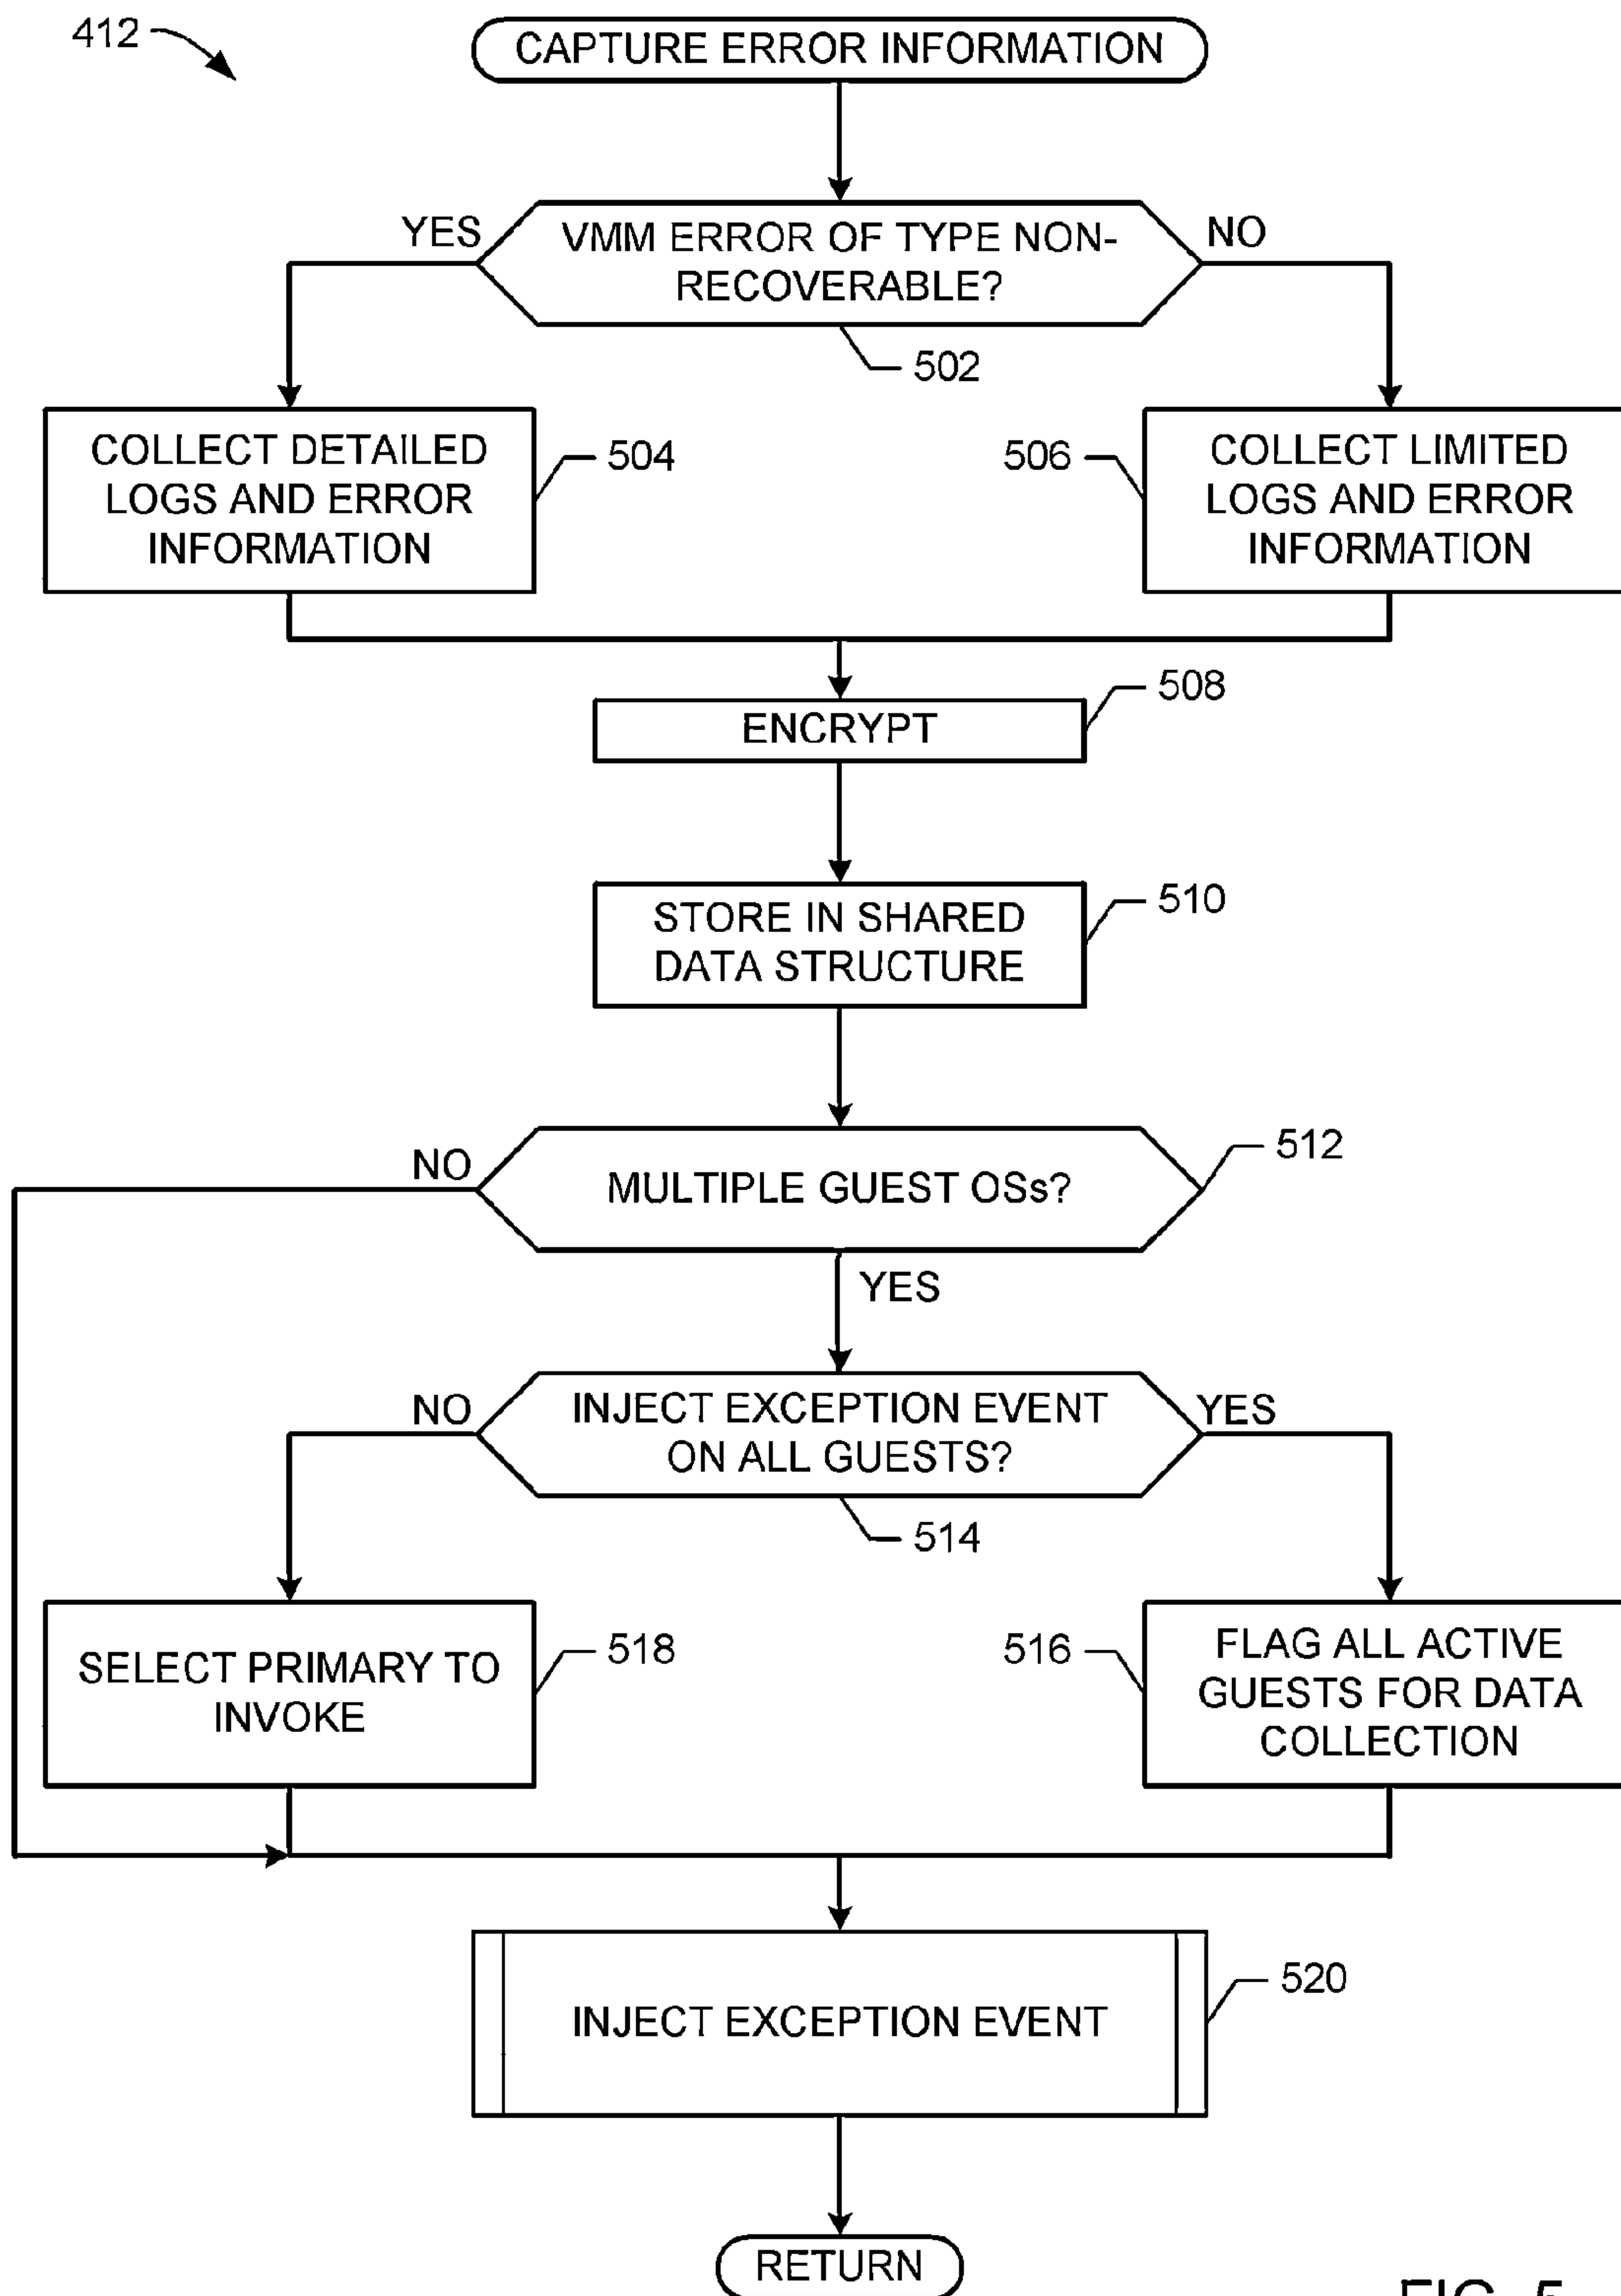 412
CAPTURE ERROR INFORMATION
YES
VMM ERROR OF TYPE NON-
RECOVERABLE?
NO
502
COLLECT DETAILED
LOGS AND ERROR
INFORMATION
504
506
COLLECT LIMITED
LOGS AND ERROR
INFORMATION
508
ENCRYPT
510
STORE IN SHARED
DATA STRUCTURE
512
NO
MULTIPLE GUEST OSs?
YES
NO
INJECT EXCEPTION EVENT
ON ALL GUESTS?
YES
514
SELECT PRIMARY TO
INVOKE
518
516
FLAG ALL ACTIVE
GUESTS FOR DATA
COLLECTION
520
INJECT EXCEPTION EVENT
RETURN
FIG. 5